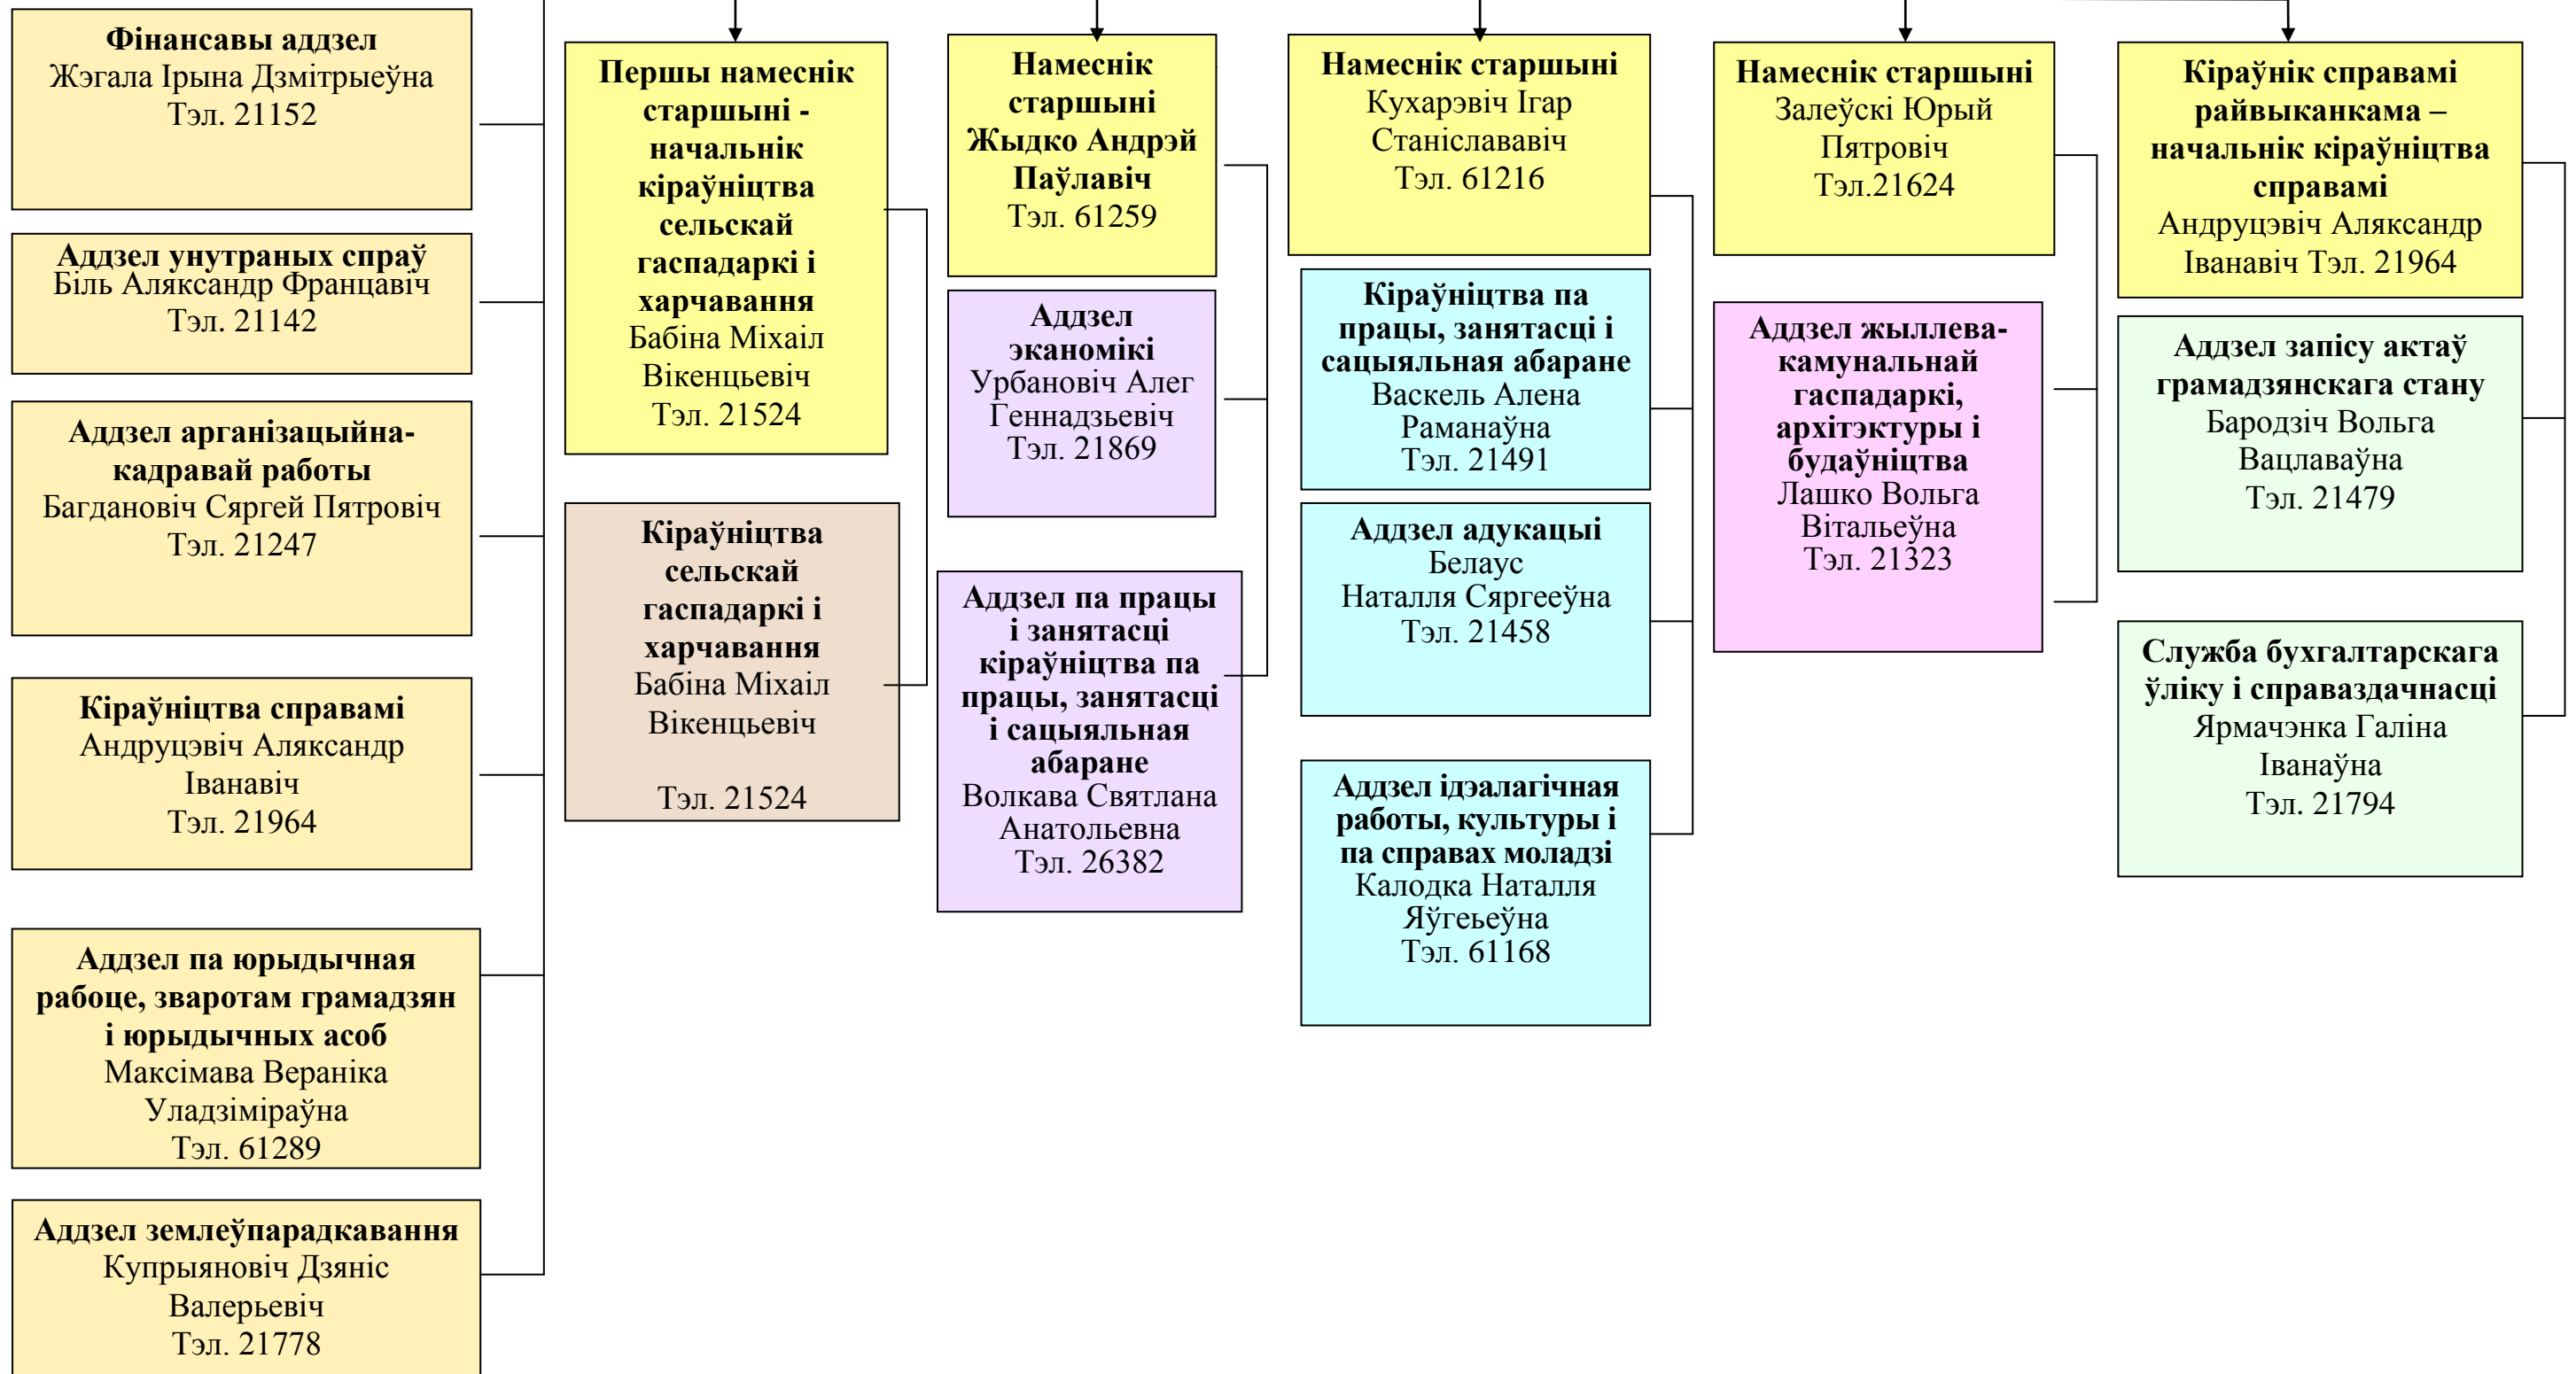 Фінансавы аддзел
Жэгала Ірына Дзмітрыеўна
Тэл. 21152
Аддзел унутраных спраў
Біль Аляксандр Францавіч
Тэл. 21142
Аддзел арганізацыйна-
кадравай работы
Багдановіч Сяргей Пятровіч
Тэл. 21247
Кіраўніцтва справамі
Андруцэвіч Аляксандр
Іванавіч
Тэл. 21964
Аддзел па юрыдычная
рабоце, зваротам грамадзян
і юрыдычных асоб
Максімава Вераніка
Уладзіміраўна
Тэл. 61289
Аддзел землеўпарадкавання
Купрыяновіч Дзяніс
Валерьевіч
Тэл. 21778
Першы намеснік
старшыні -
начальнік
кіраўніцтва
сельскай
гаспадаркі і
харчавання
Бабіна Міхаіл
Вікенцьевіч
Тэл. 21524
Кіраўніцтва
сельскай
гаспадаркі і
харчавання
Бабіна Міхаіл
Вікенцьевіч
Тэл. 21524
Намеснік
старшыні
Жыдко Андрэй
Паўлавіч
Тэл. 61259
Аддзел
эканомікі
Урбановіч Алег
Геннадзьевіч
Тэл. 21869
Аддзел па працы
і занятасці
кіраўніцтва па
працы, занятасці
і сацыяльная
абаране
Волкава Святлана
Анатольевна
Тэл. 26382
Намеснік старшыні
Кухарэвіч Ігар
Станіслававіч
Тэл. 61216
Кіраўніцтва па
працы, занятасці і
сацыяльная абаране
Васкель Алена
Раманаўна
Тэл. 21491
Аддзел адукацыі
Белаус
Наталля Сяргееўна
Тэл. 21458
Аддзел ідэалагічная
работы, культуры і
па справах моладзі
Калодка Наталля
Яўгеьеўна
Тэл. 61168
Намеснік старшыні
Залеўскі Юрый
Пятровіч
Тэл.21624
Аддзел жыллева-
камунальнай
гаспадаркі,
архітэктуры і
будаўніцтва
Лашко Вольга
Вітальеўна
Тэл. 21323
Кіраўнік справамі
райвыканкама –
начальнік кіраўніцтва
справамі
Андруцэвіч Аляксандр
Іванавіч Тэл. 21964
Аддзел запісу актаў
грамадзянскага стану
Бародзіч Вольга
Вацлаваўна
Тэл. 21479
Служба бухгалтарскага
ўліку і справаздачнасці
Ярмачэнка Галіна
Іванаўна
Тэл. 21794